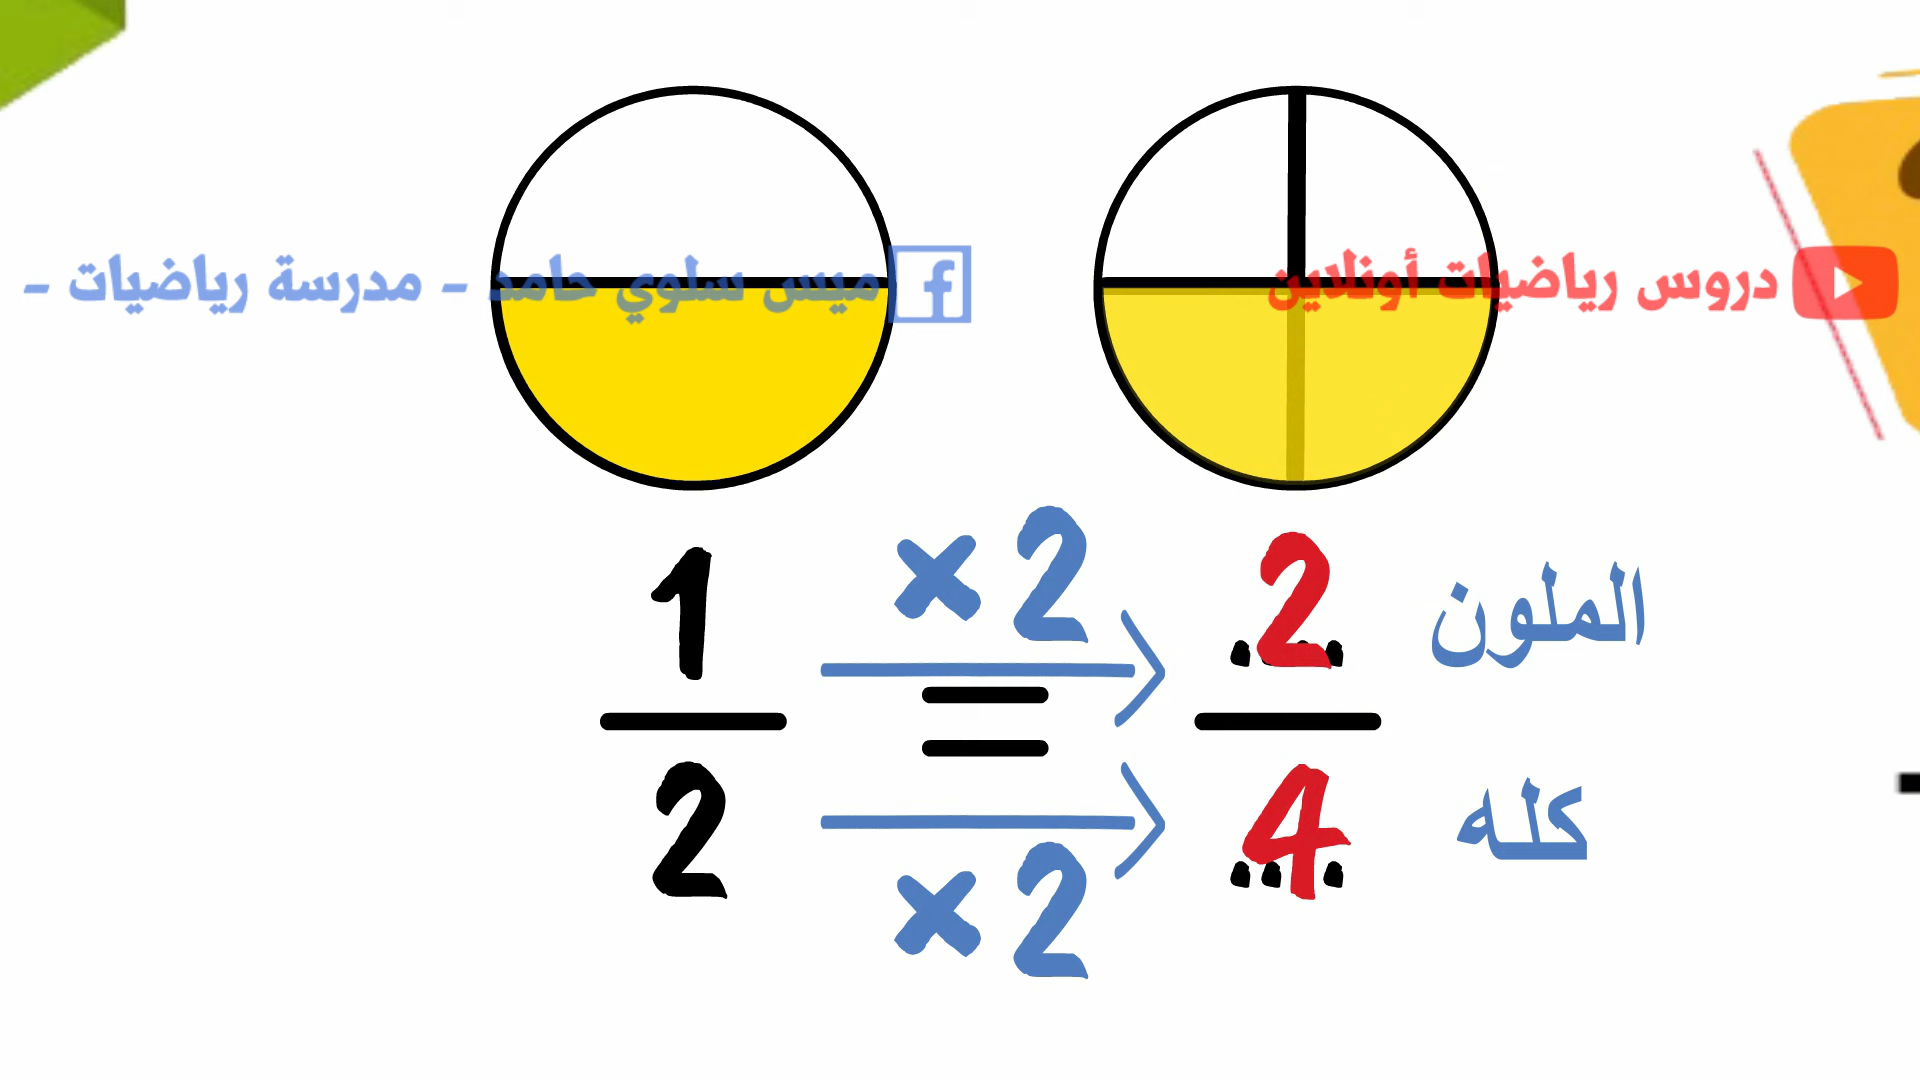 ميس سلوي حامد - مدرسة رياضيات -
دروس رياضيات أونلاين
×2
1 = 2 الملون
2 4 كله
×2